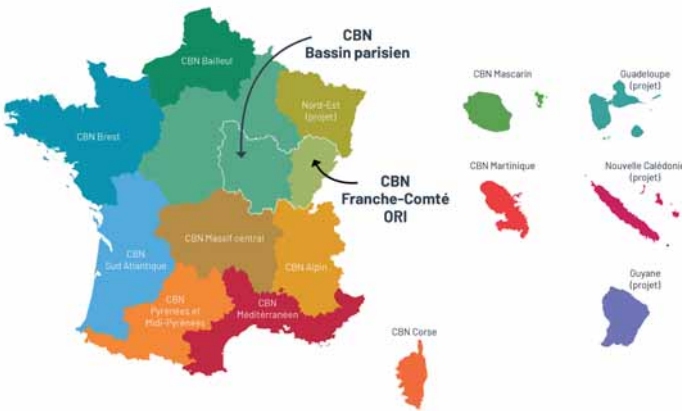 CBN
Bassin parisien
CBN Bailleul
Nord-Est
(projet)
CBN Brest
CBN
Franche-Comté
ORI
CBN Massif central
CBN
Sud Atlantique
CBN Alpin
CBN
Pyrénées et
Midi-Pyrénées
CBN
Méditerranéen
CBN Corse
CBN Mascarin
Guadeloupe
(projet)
CBN Martinique
Nouvelle Calédonie
(projet)
Guyane
(projet)